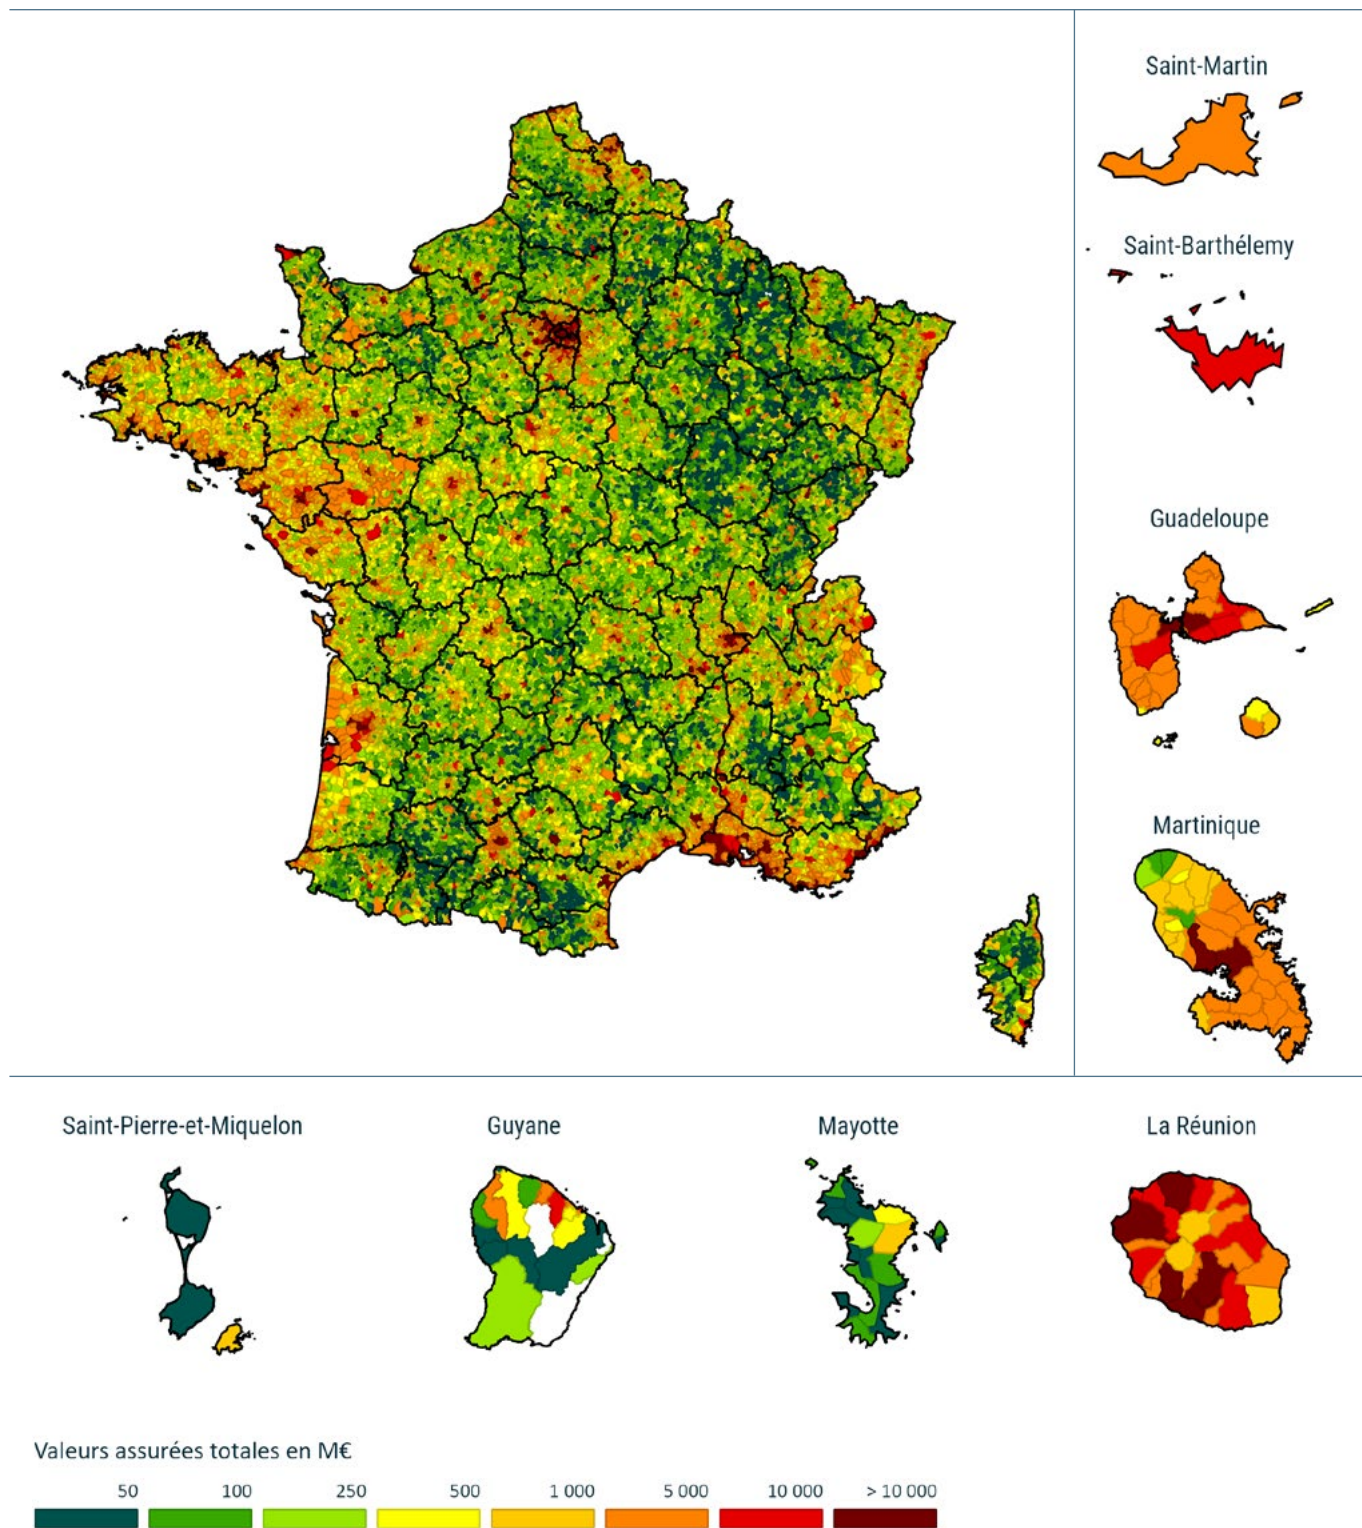 Saint-Martin
Saint-Barthélemy
Guadeloupe
Martinique
Saint-Pierre-et-Miquelon
Guyane
Mayotte
La Réunion
Valeurs assurées totales en M€
50 100 250 500 1 000 5 000 10 000 > 10 000